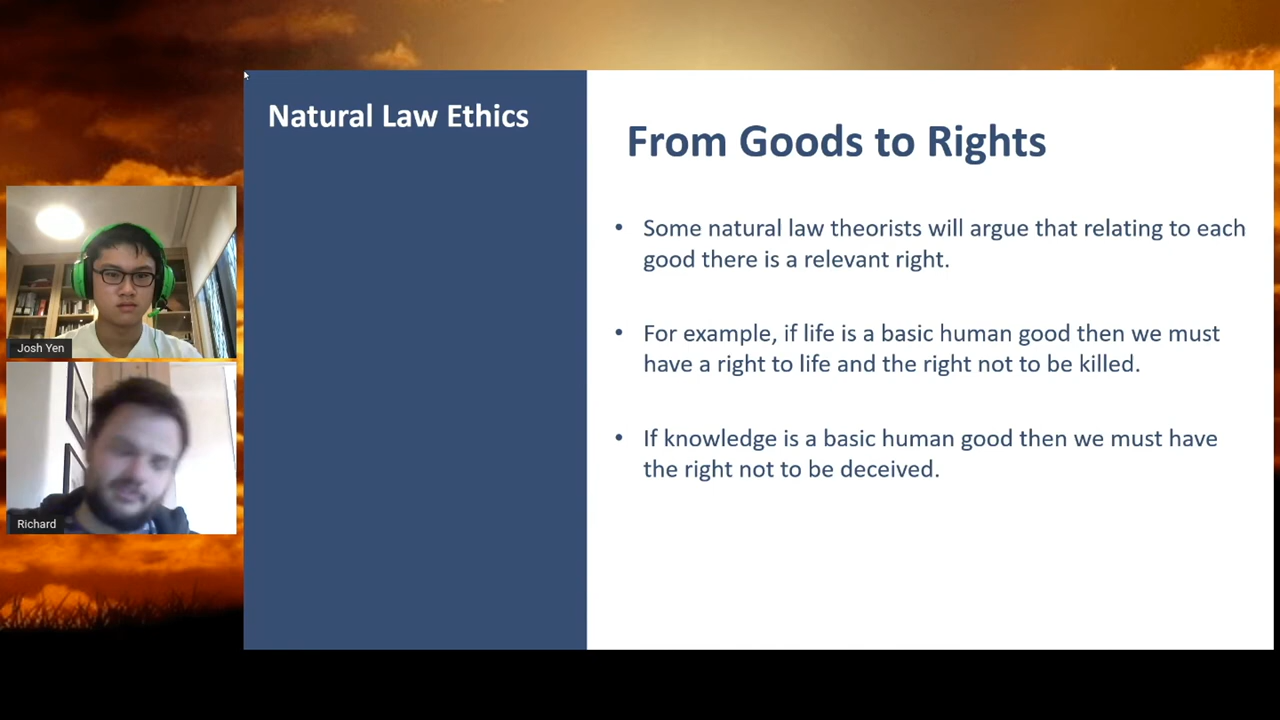 Natural Law Ethics
From Goods to Rights
• Some natural law theorists will argue that relating to each
good there is a relevant right.
• For example, if life is a basic human good then we must
have a right to life and the right not to be killed.
• If knowledge is a basic human good then we must have
the right not to be deceived.
Josh Yen
Richard